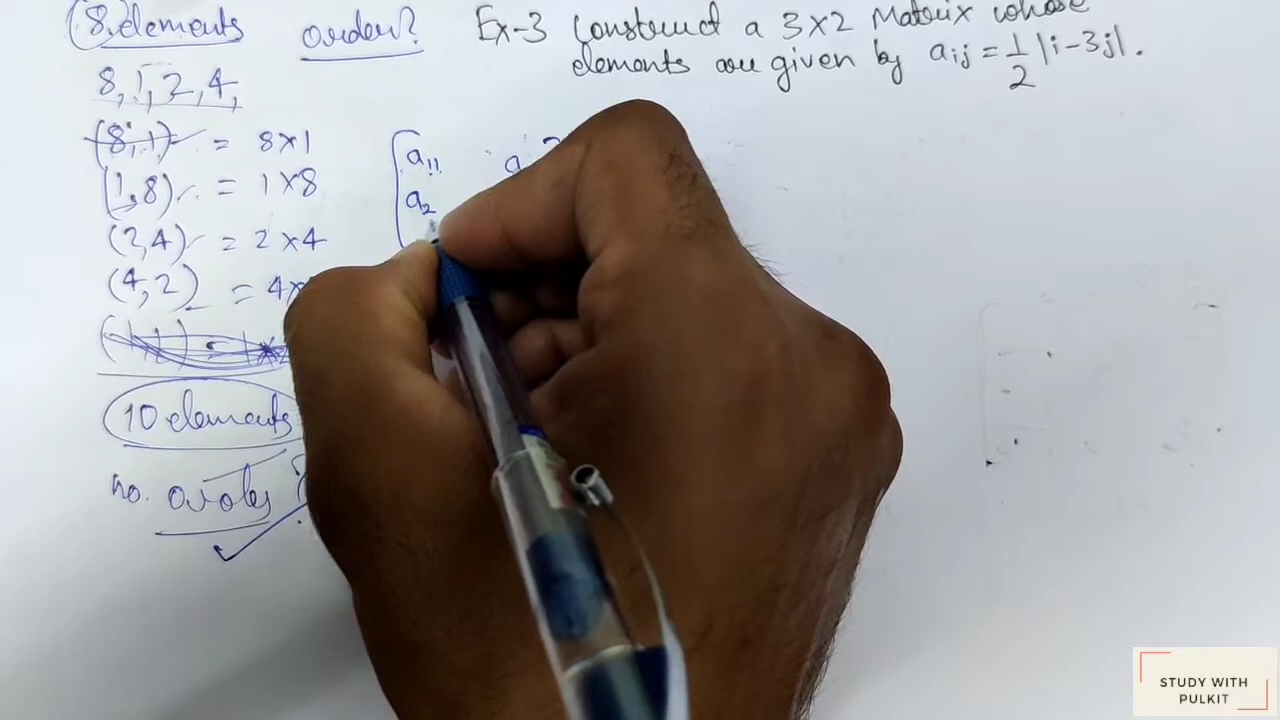 8 elements order?
8, 1, 2, 4,
(8, 1) = 8×1
(1, 8) = 1×8
(2, 4) = 2×4
(4, 2) = 4×
10 elements
no. orders ?
Ex-3 Construct a 3×2 Matrix whose
elements are given by aij = 1/2 |i-3j|.
a11 a
a2
STUDY WITH
PULKIT